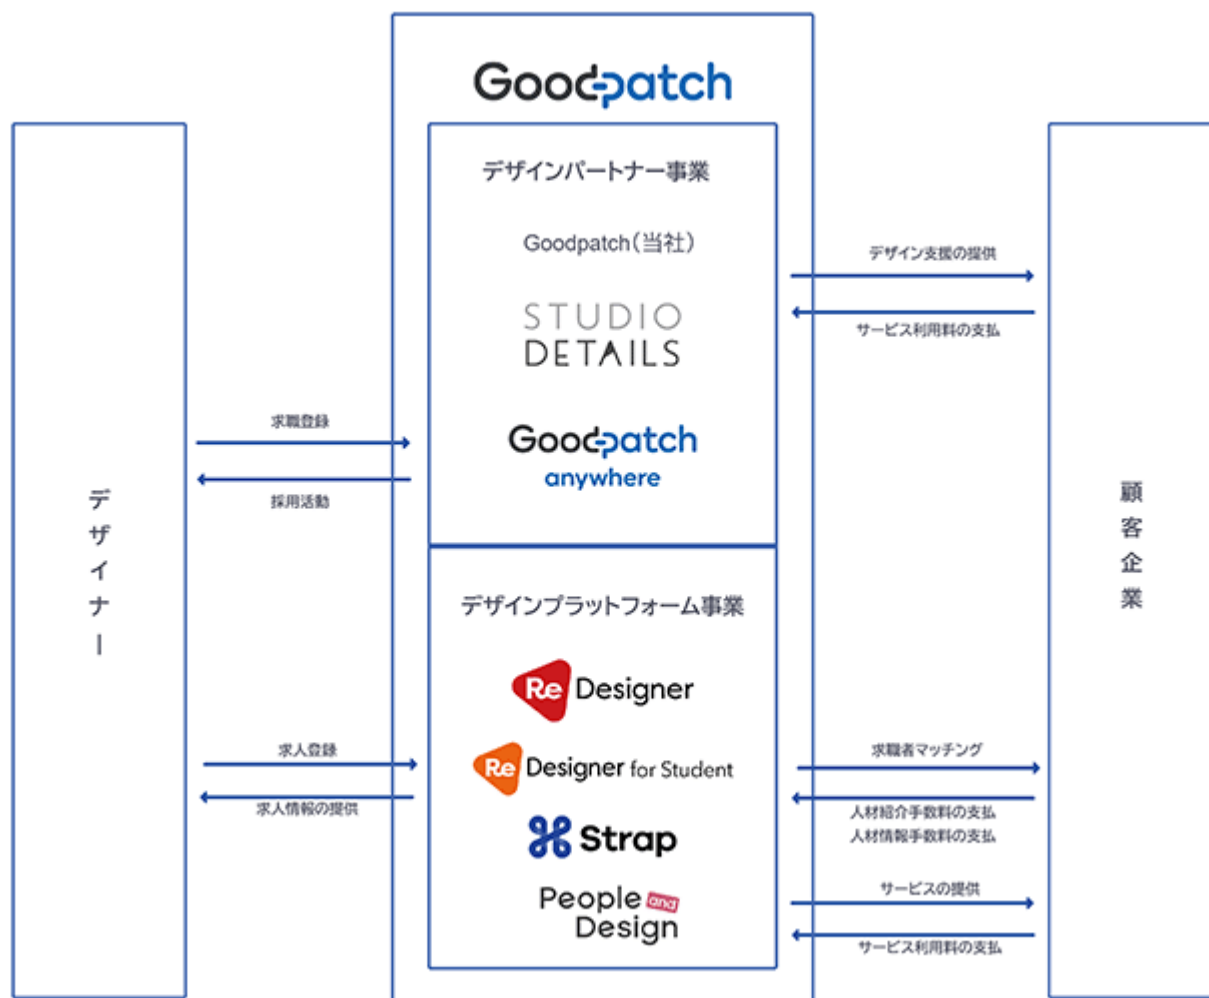 Goodpatch
デザインパートナー事業
Goodpatch(当社)
STUDIO
DETAILS
Goodpatch
anywhere
デザインプラットフォーム事業
Re Designer
Re Designer for Student
Strap
People and
Design
デザイナー
求職登録
採用活動
求人登録
求人情報の提供
デザイン支援の提供
サービス利用料の支払
求職者マッチング
人材紹介手数料の支払
人材情報手数料の支払
サービスの提供
サービス利用料の支払
顧客企業